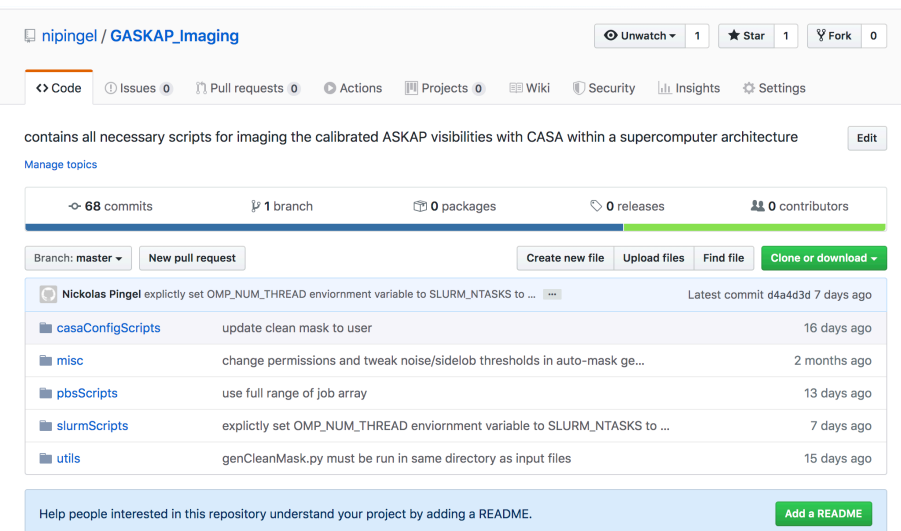 nipingel / GASKAP_Imaging
Unwatch 1 Star 1 Fork 0
Code Issues 0 Pull requests 0 Actions Projects 0 Wiki Security Insights Settings
contains all necessary scripts for imaging the calibrated ASKAP visibilities with CASA within a supercomputer architecture Edit
Manage topics
68 commits 1 branch 0 packages 0 releases 0 contributors
Branch: master New pull request Create new file Upload files Find file Clone or download
Nickolas Pingel explictly set OMP_NUM_THREAD enviornment variable to SLURM_NTASKS to ... Latest commit d4a4d3d 7 days ago
casaConfigScripts update clean mask to user 16 days ago
misc change permissions and tweak noise/sidelob thresholds in auto-mask ge... 2 months ago
pbsScripts use full range of job array 13 days ago
slurmScripts explictly set OMP_NUM_THREAD enviornment variable to SLURM_NTASKS to ... 7 days ago
utils genCleanMask.py must be run in same directory as input files 15 days ago
Help people interested in this repository understand your project by adding a README. Add a README